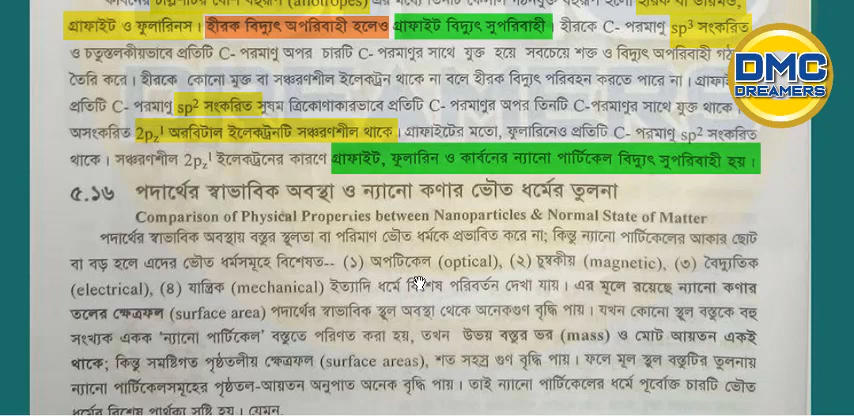 গ্রাফাইট ও ফুলারিনস। হীরক বিদ্যুৎ অপরিবাহী হলেও গ্রাফাইট বিদ্যুৎ সুপরিবাহী। হীরকে C- পরমাণু sp³ সংকরিত
ও চতুস্তলকীয়ভাবে প্রতিটি C- পরমাণু অপর চারটি C- পরমাণুর সাথে যুক্ত হয়ে সবচেয়ে শক্ত ও বিদ্যুৎ অপরিবাহী
তৈরি করে। হীরকে কোনো মুক্ত বা সঞ্চরণশীল ইলেকট্রন থাকে না বলে হীরক বিদ্যুৎ পরিবহন করতে পারে না।
প্রতিটি C- পরমাণু sp² সংকরিত সুষম ত্রিকোণাকারভাবে প্রতিটি C- পরমাণুর অপর তিনটি C-পরমাণুর সাথে যুক্ত থাকে
অসংকরিত 2pz¹ অরবিটাল ইলেকট্রনটি সঞ্চরণশীল থাকে। গ্রাফাইটের মতো, ফুলারিনেও প্রতিটি C- পরমাণু sp² সংকরিত
থাকে। সঞ্চরণশীল 2pz¹ ইলেকট্রনের কারণে গ্রাফাইট, ফুলারিন ও কার্বনের ন্যানো পার্টিকেল বিদ্যুৎ সুপরিবাহী হয়।
DMC
DREAMERS
৫.১৬ পদার্থের স্বাভাবিক অবস্থা ও ন্যানো কণার ভৌত ধর্মের তুলনা
Comparison of Physical Properties between Nanoparticles & Normal State of Matter
পদার্থের স্বাভাবিক অবস্থায় বস্তুর স্থূলতা বা পরিমাণ ভৌত ধর্মকে প্রভাবিত করে না; কিন্তু ন্যানো পার্টিকেলের আকার ছোট
বা বড় হলে এদের ভৌত ধর্মসমূহে বিশেষত-- (১) অপটিকেল (optical), (২) চুম্বকীয় (magnetic), (৩) বৈদ্যুতিক
(electrical), (৪) যান্ত্রিক (mechanical) ইত্যাদি ধর্মে বিশেষ পরিবর্তন দেখা যায়। এর মূলে রয়েছে ন্যানো কণার
তলের ক্ষেত্রফল (surface area) পদার্থের স্বাভাবিক স্থূল অবস্থা থেকে অনেকগুণ বৃদ্ধি পায়। যখন কোনো স্থূল বস্তুকে বহু
সংখ্যক একক ‘ন্যানো পার্টিকেল’ বস্তুতে পরিণত করা হয়, তখন উভয় বস্তুর ভর (mass) ও মোট আয়তন একই
থাকে; কিন্তু সমষ্টিগত পৃষ্ঠতলীয় ক্ষেত্রফল (surface areas), শত সহস্র গুণ বৃদ্ধি পায়। ফলে মূল স্থূল বস্তুটির তুলনায়
ন্যানো পার্টিকেলসমূহের পৃষ্ঠতল-আয়তন অনুপাত অনেক বৃদ্ধি পায়। তাই ন্যানো পার্টিকেলের ধর্মে পূর্বোক্ত চারটি ভৌত
ধর্মের বিশেষ পার্থক্য সৃষ্টি হয়। যেমন,